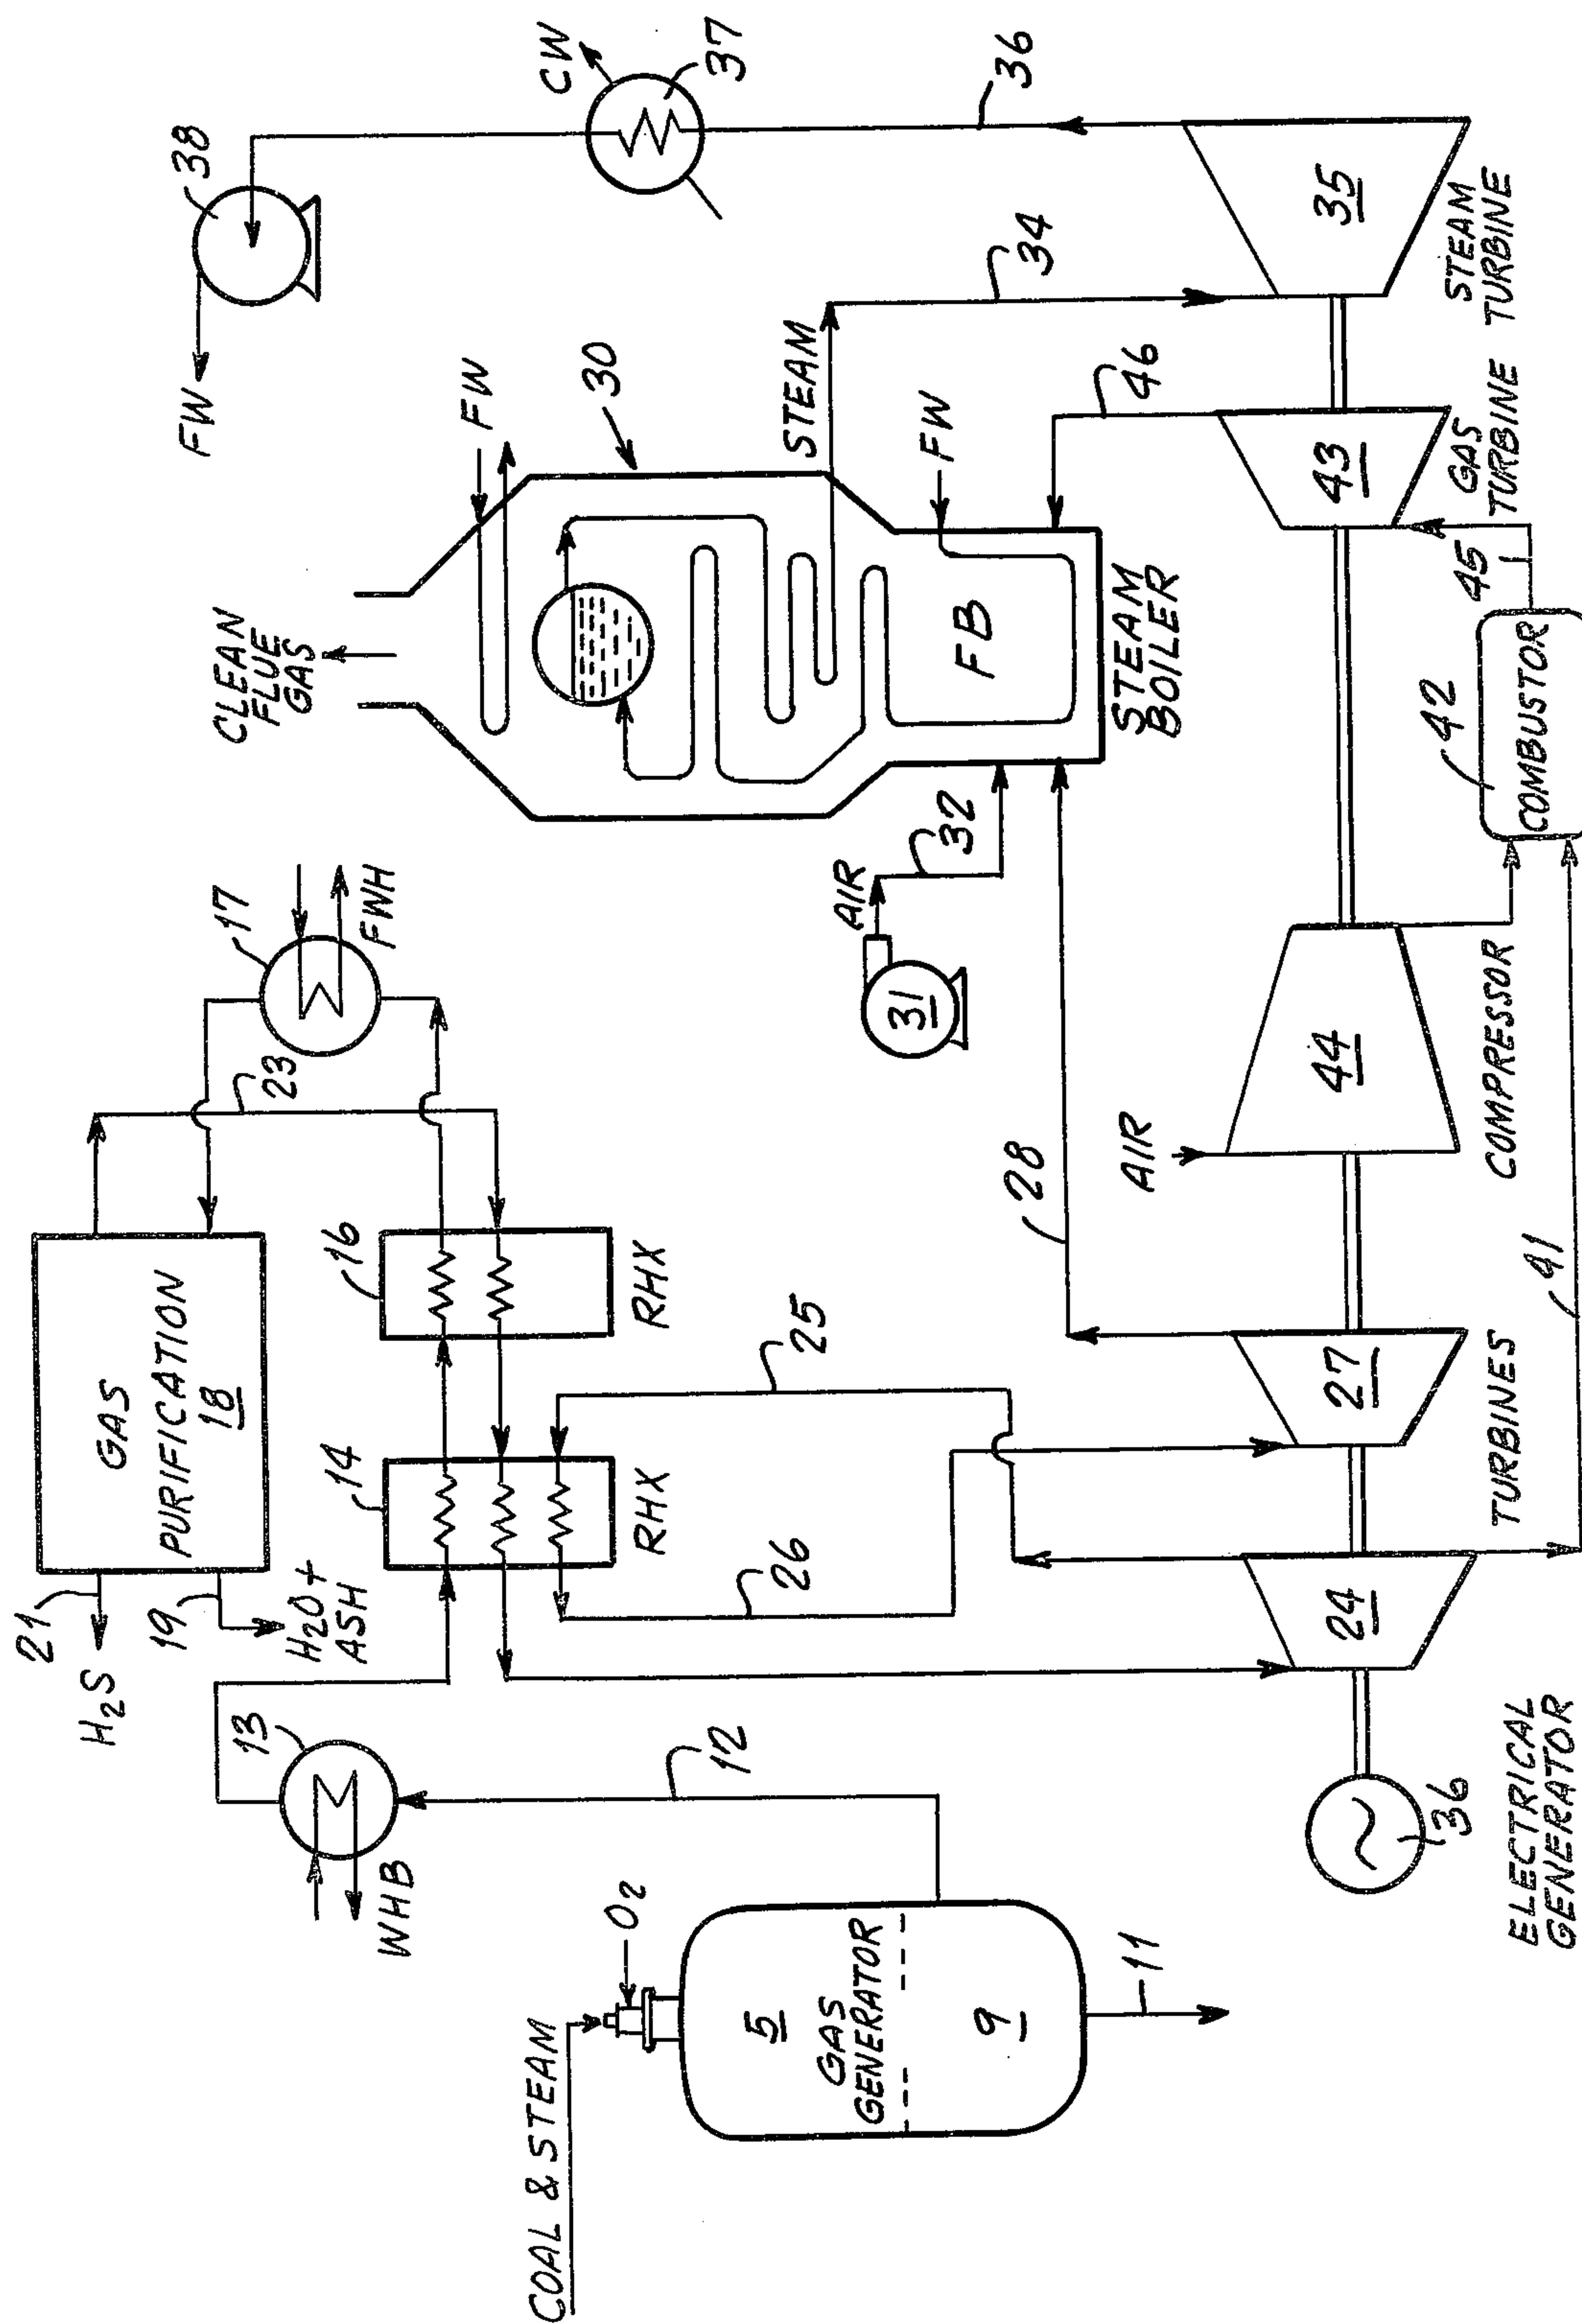 COAL & STEAM
O2
5
GAS
GENERATOR
9
11
12
13
WHB
H2S
21
19
H2O +
ASH
GAS
PURIFICATION
18
14
RHX
16
RHX
23
17
FWH
25
26
28
AIR
31
32
CLEAN
FLUE
GAS
FW
30
STEAM
FW
FB
STEAM
BOILER
34
46
FW
38
CW
37
36
ELECTRICAL
GENERATOR
36
24
27
TURBINES
AIR
44
COMPRESSOR
41
42
COMBUSTOR
45
43
GAS
TURBINE
35
STEAM
TURBINE